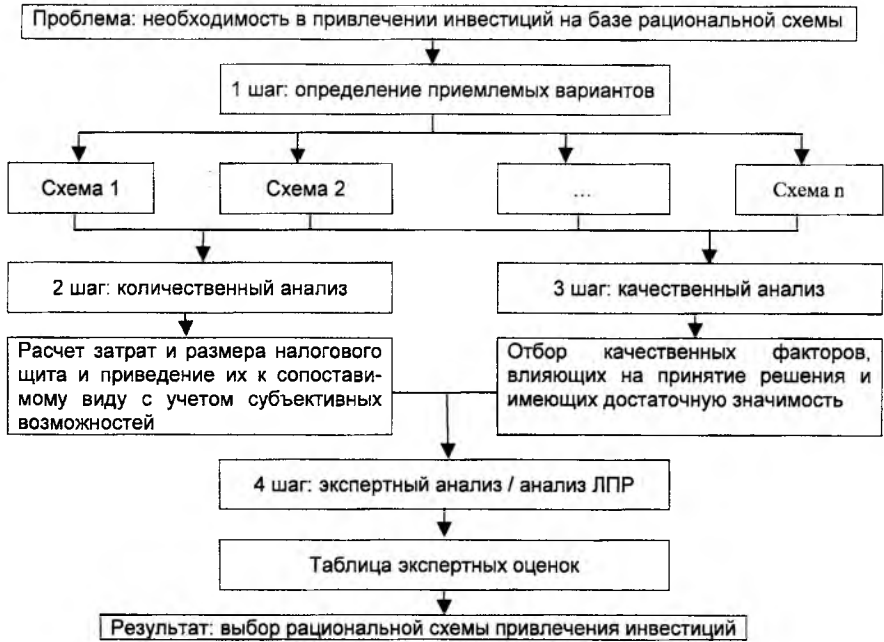 Проблема: необходимость в привлечении инвестиций на базе рациональной схемы
1 шаг: определение приемлемых вариантов
Схема 1
Схема 2
...
Схема n
2 шаг: количественный анализ
3 шаг: качественный анализ
Расчет затрат и размера налогового
щита и приведение их к сопостави-
мому виду с учетом субъективных
возможностей
Отбор качественных факторов,
влияющих на принятие решения и
имеющих достаточную значимость
4 шаг: экспертный анализ / анализ ЛПР
Таблица экспертных оценок
Результат: выбор рациональной схемы привлечения инвестиций